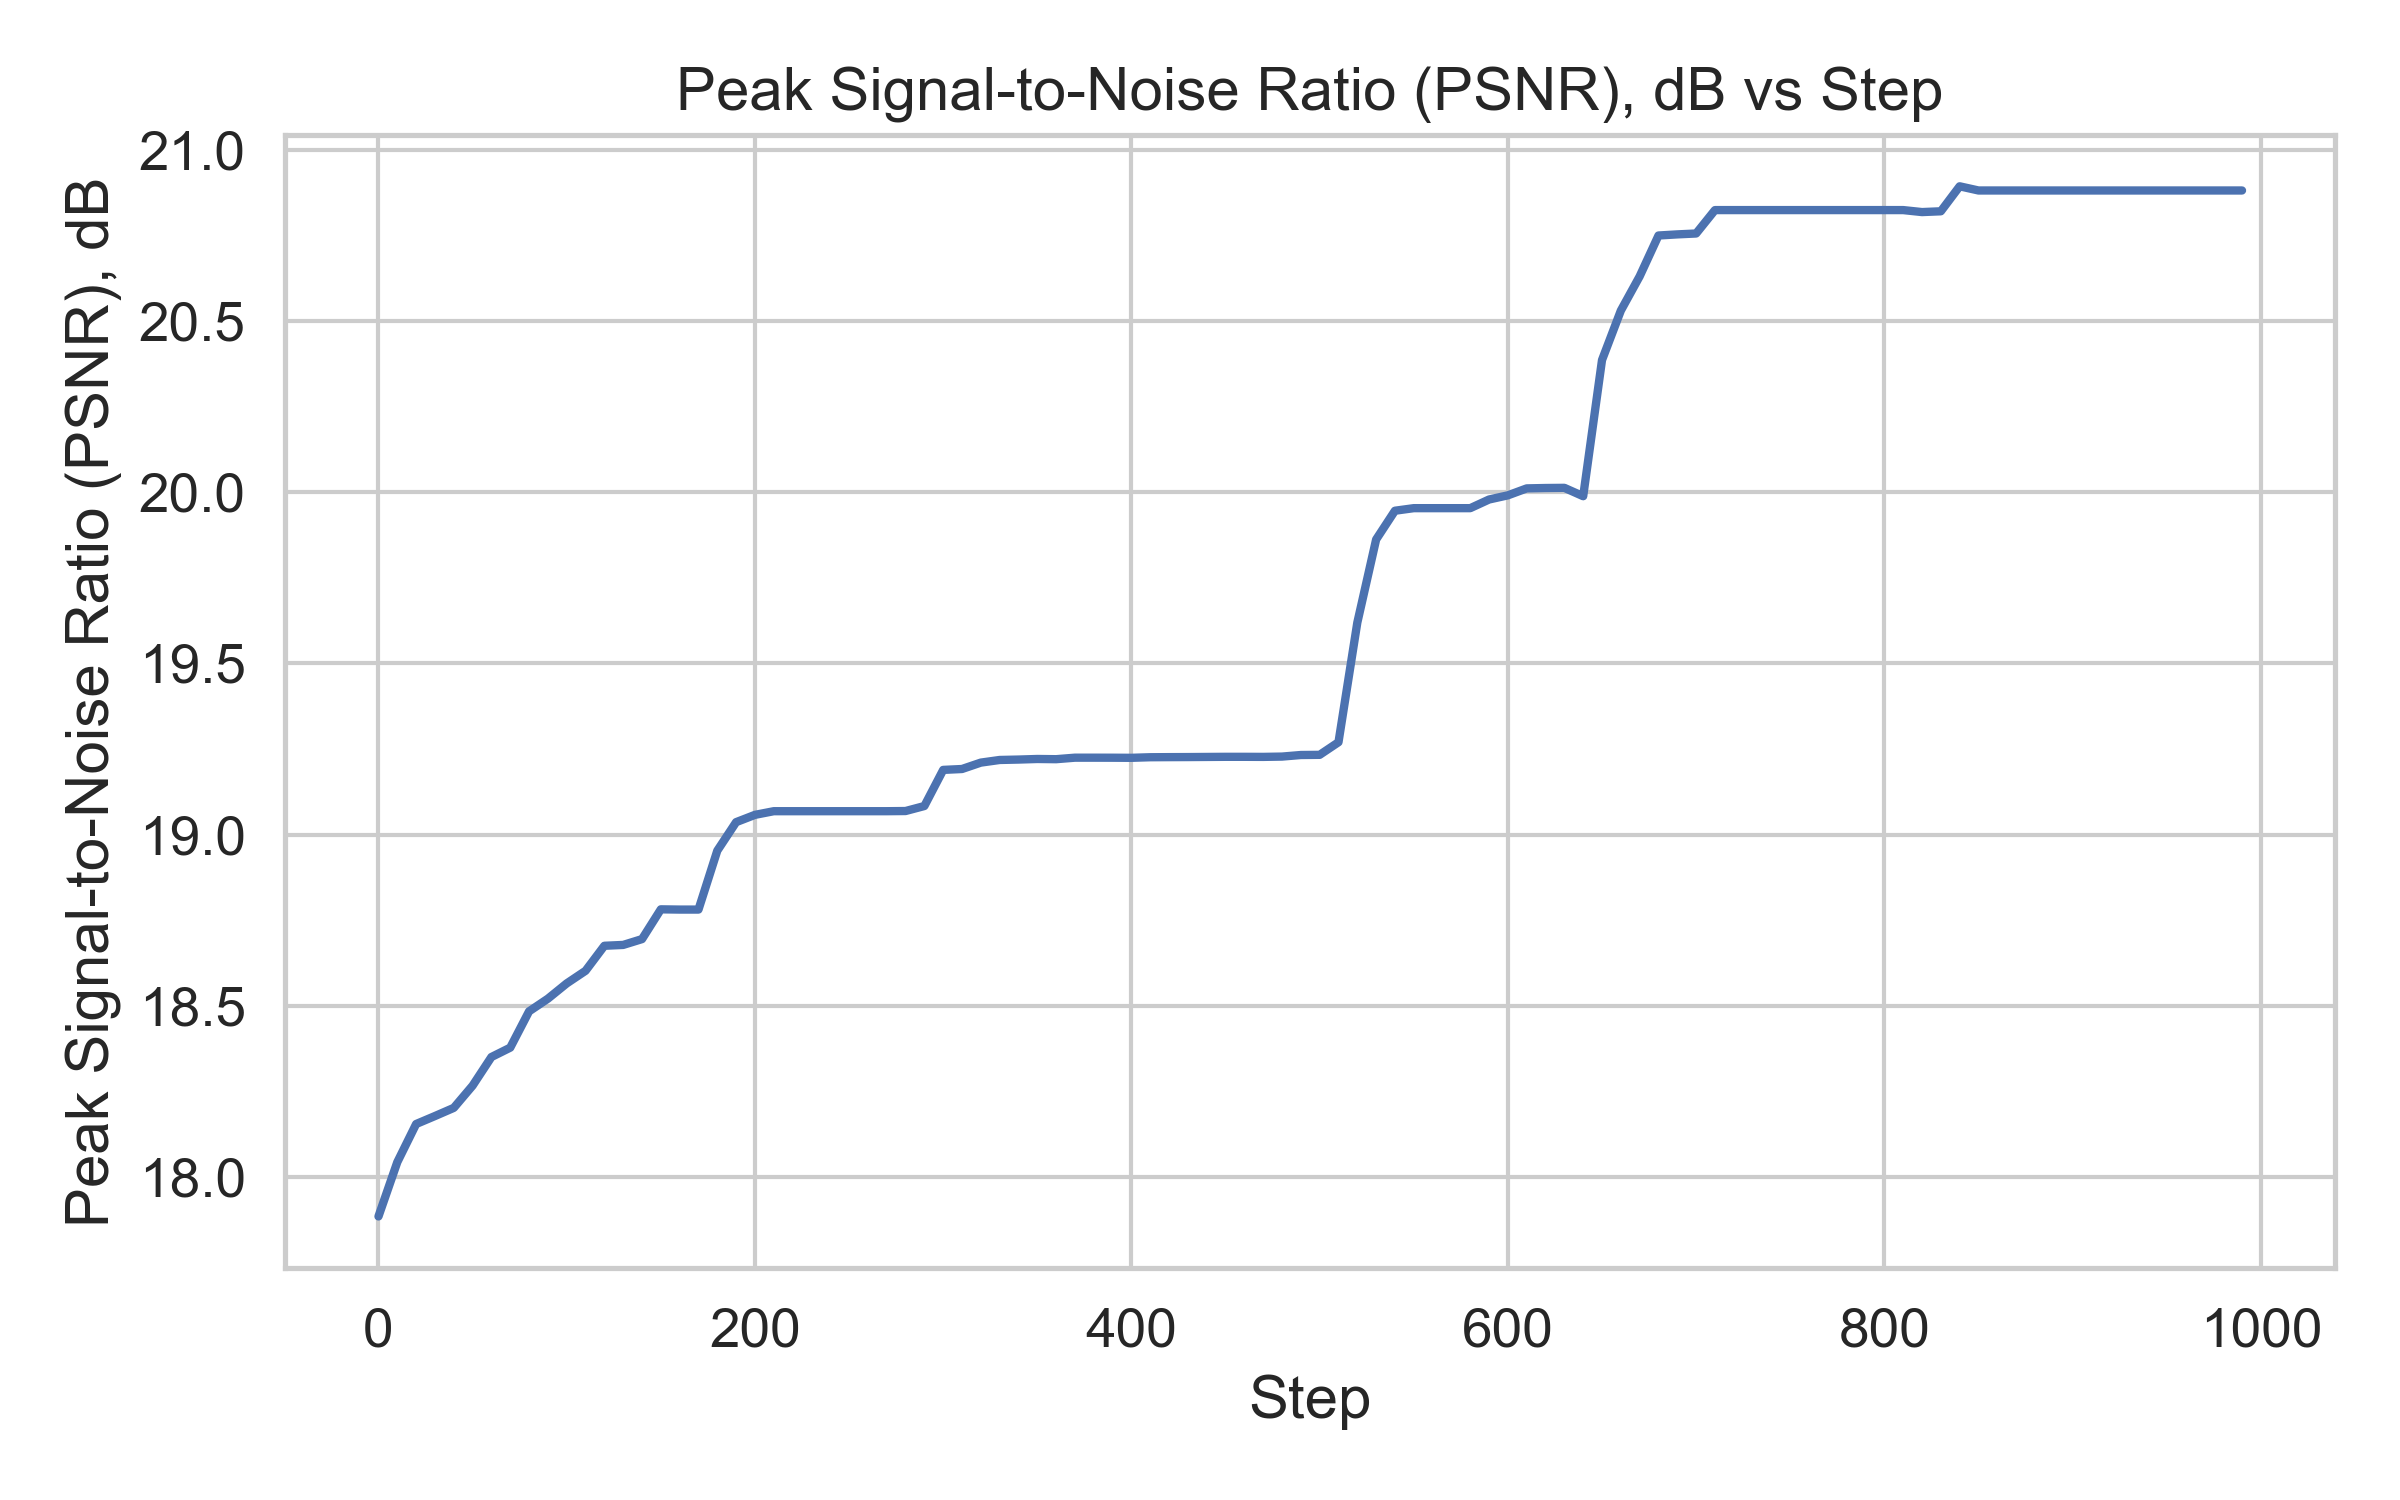 Peak Signal-to-Noise Ratio (PSNR), dB vs Step
Peak Signal-to-Noise Ratio (PSNR), dB
21.0
20.5
20.0
19.5
19.0
18.5
18.0
0 200 400 600 800 1000
Step